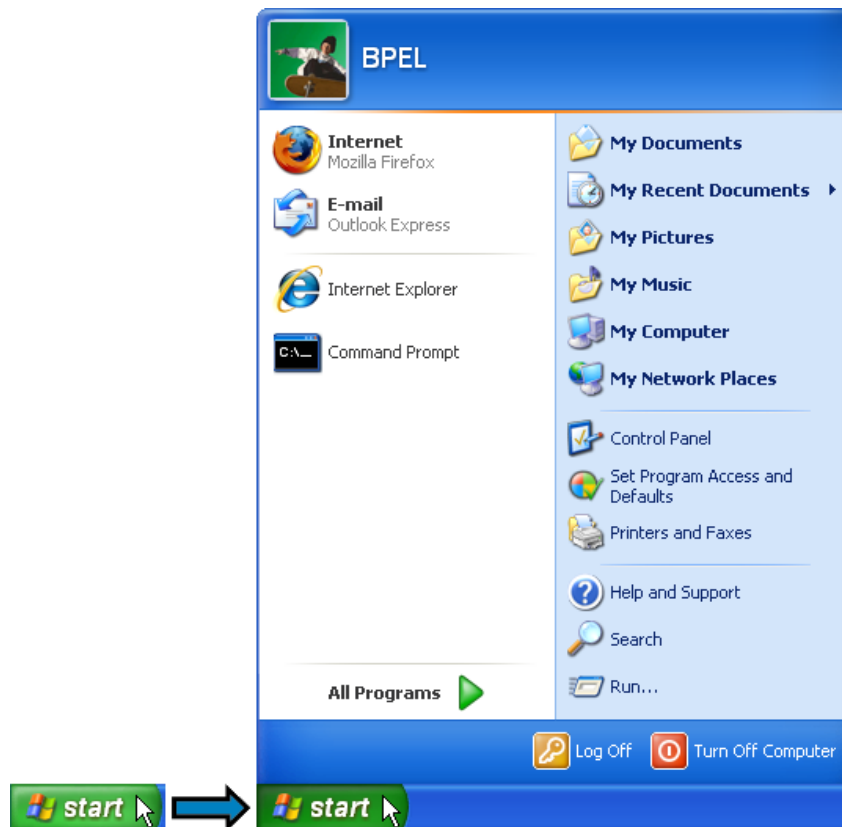 BPEL
Internet
Mozilla Firefox
E-mail
Outlook Express
Internet Explorer
C:\_
Command Prompt
All Programs
My Documents
My Recent Documents
My Pictures
My Music
My Computer
My Network Places
Control Panel
Set Program Access and
Defaults
Printers and Faxes
Help and Support
Search
Run...
Log Off
Turn Off Computer
start
start